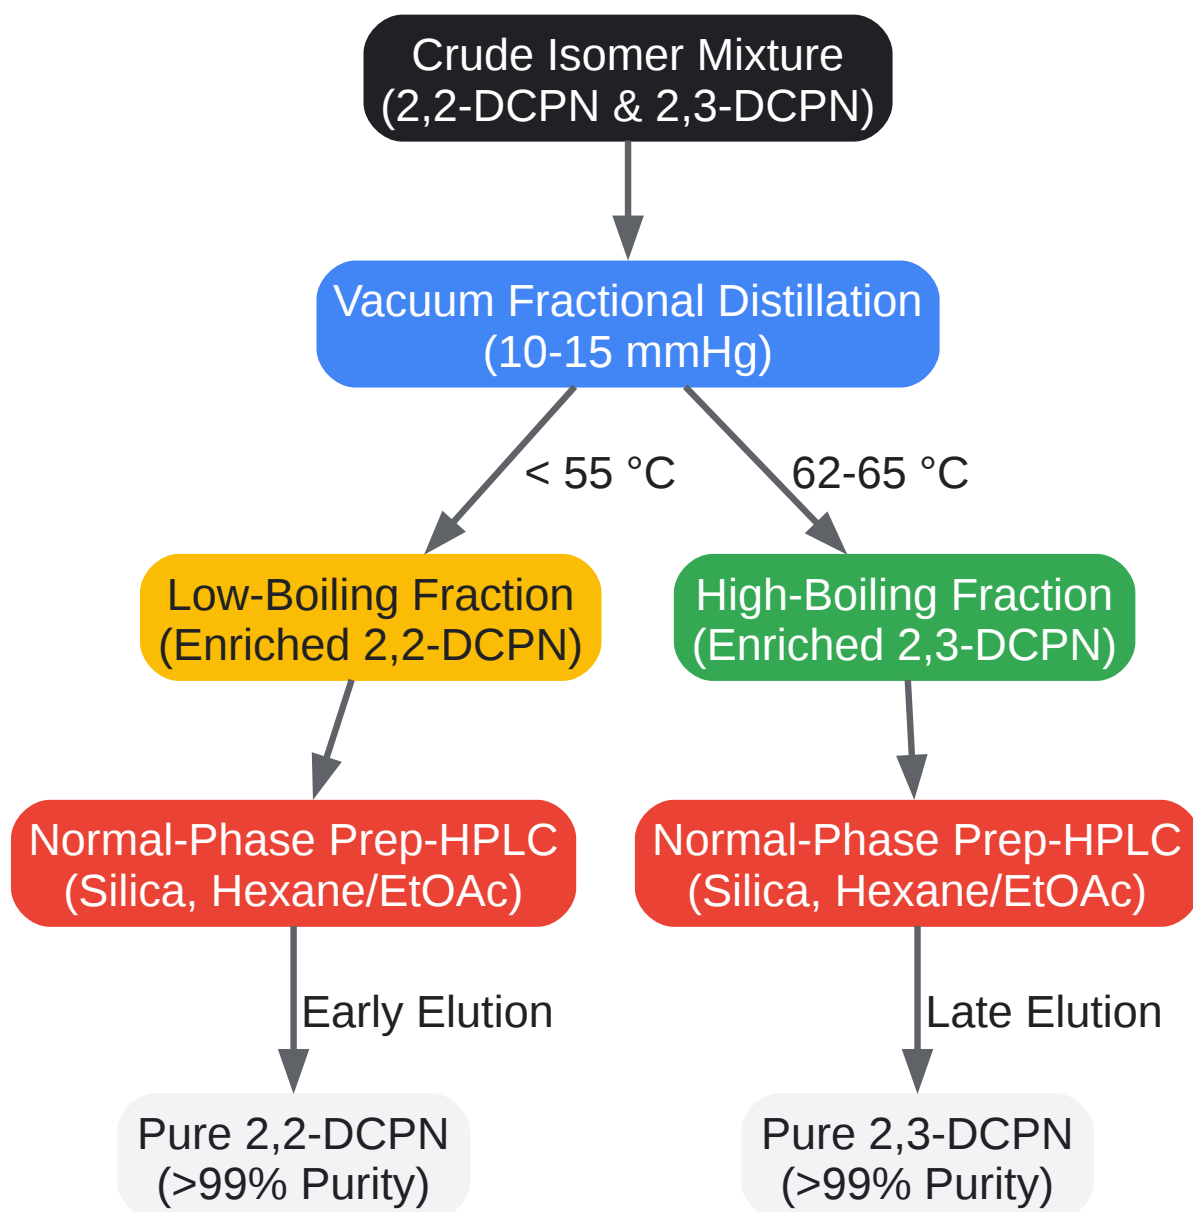 Crude Isomer Mixture
(2,2-DCPN & 2,3-DCPN)
Vacuum Fractional Distillation
(10-15 mmHg)
< 55 °C
62-65 °C
Low-Boiling Fraction
(Enriched 2,2-DCPN)
High-Boiling Fraction
(Enriched 2,3-DCPN)
Normal-Phase Prep-HPLC
(Silica, Hexane/EtOAc)
Normal-Phase Prep-HPLC
(Silica, Hexane/EtOAc)
Early Elution
Late Elution
Pure 2,2-DCPN
(>99% Purity)
Pure 2,3-DCPN
(>99% Purity)